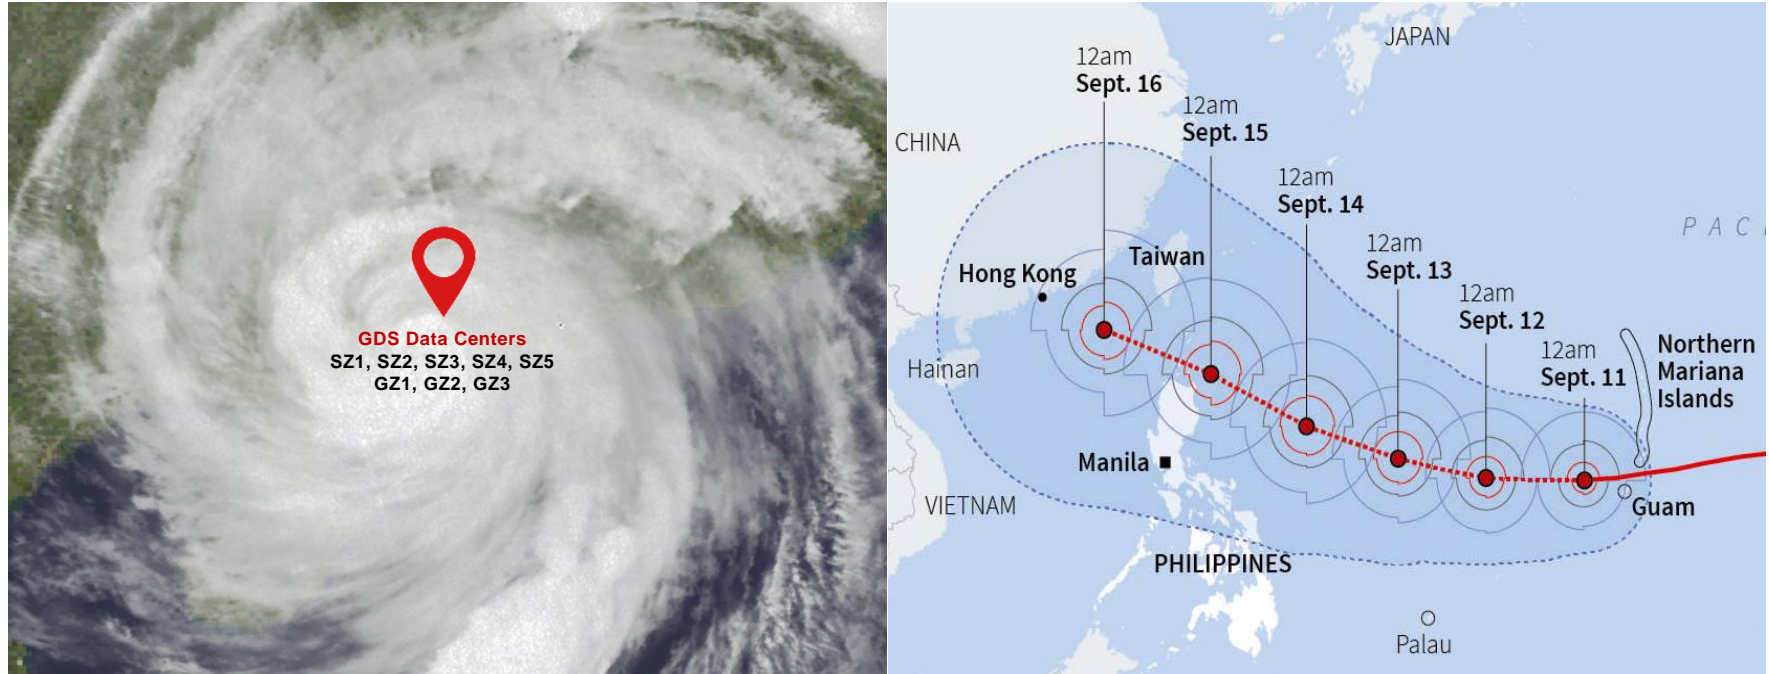 GDS Data Centers
SZ1, SZ2, SZ3, SZ4, SZ5
GZ1, GZ2, GZ3
JAPAN
12am
Sept. 16
12am
Sept. 15
CHINA
12am
Sept. 14
PAC
12am
Sept. 13
Taiwan
Hong Kong
12am
Sept. 12
12am
Sept. 11
Northern
Mariana
Islands
Hainan
Manila
VIETNAM
Guam
PHILIPPINES
Palau